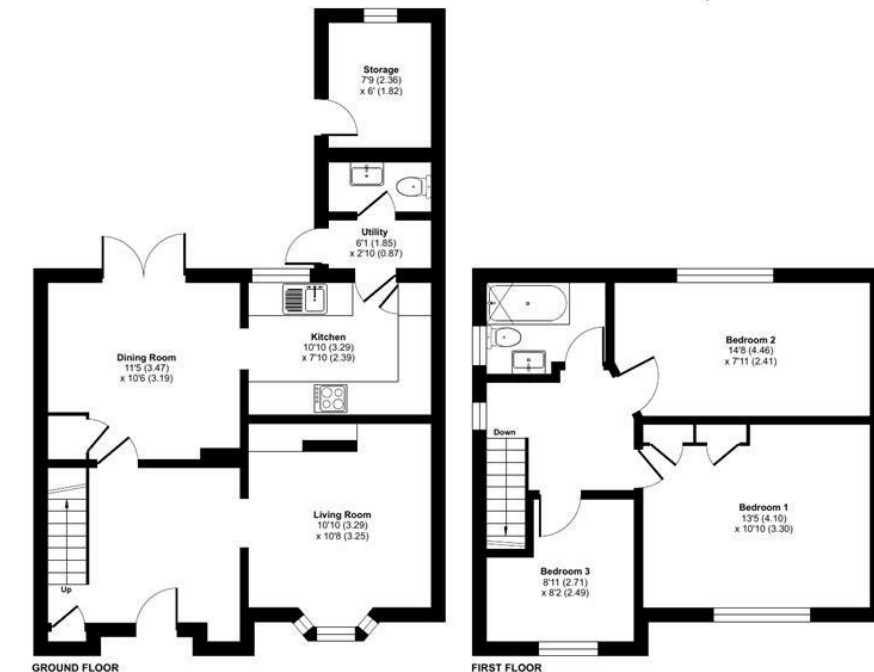 Storage
7'9 (2.36)
x 6' (1.82)
Utility
6'1 (1.85)
x 2'10 (0.87)
Kitchen
10'10 (3.29)
x 7'10 (2.39)
Dining Room
11'5 (3.47)
x 10'6 (3.19)
Living Room
10'10 (3.29)
x 10'8 (3.25)
Up
GROUND FLOOR
Bedroom 2
14'8 (4.46)
x 7'11 (2.41)
Down
Bedroom 1
13'5 (4.10)
x 10'10 (3.30)
Bedroom 3
8'11 (2.71)
x 8'2 (2.49)
FIRST FLOOR